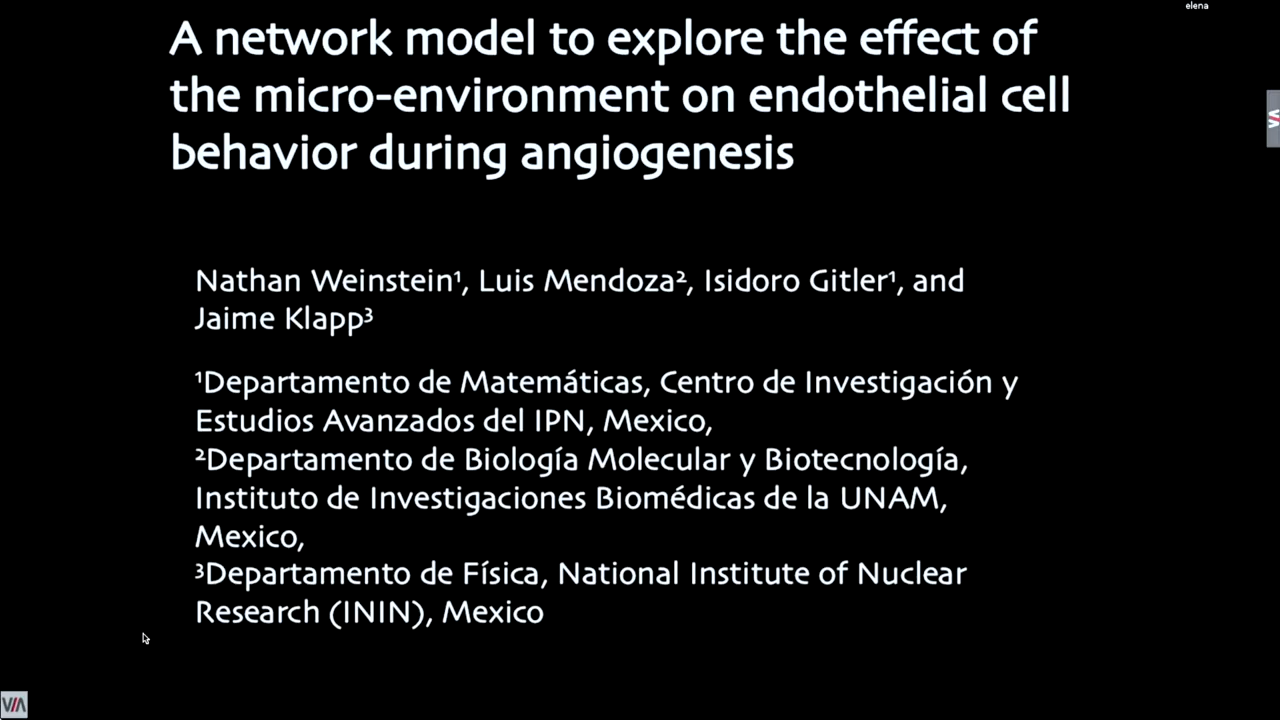 elena
A network model to explore the effect of
the micro-environment on endothelial cell
behavior during angiogenesis
Nathan Weinstein¹, Luis Mendoza², Isidoro Gitler¹, and
Jaime Klapp³
¹Departamento de Matemáticas, Centro de Investigación y
Estudios Avanzados del IPN, Mexico,
²Departamento de Biología Molecular y Biotecnología,
Instituto de Investigaciones Biomédicas de la UNAM,
Mexico,
³Departamento de Física, National Institute of Nuclear
Research (ININ), Mexico
VIA